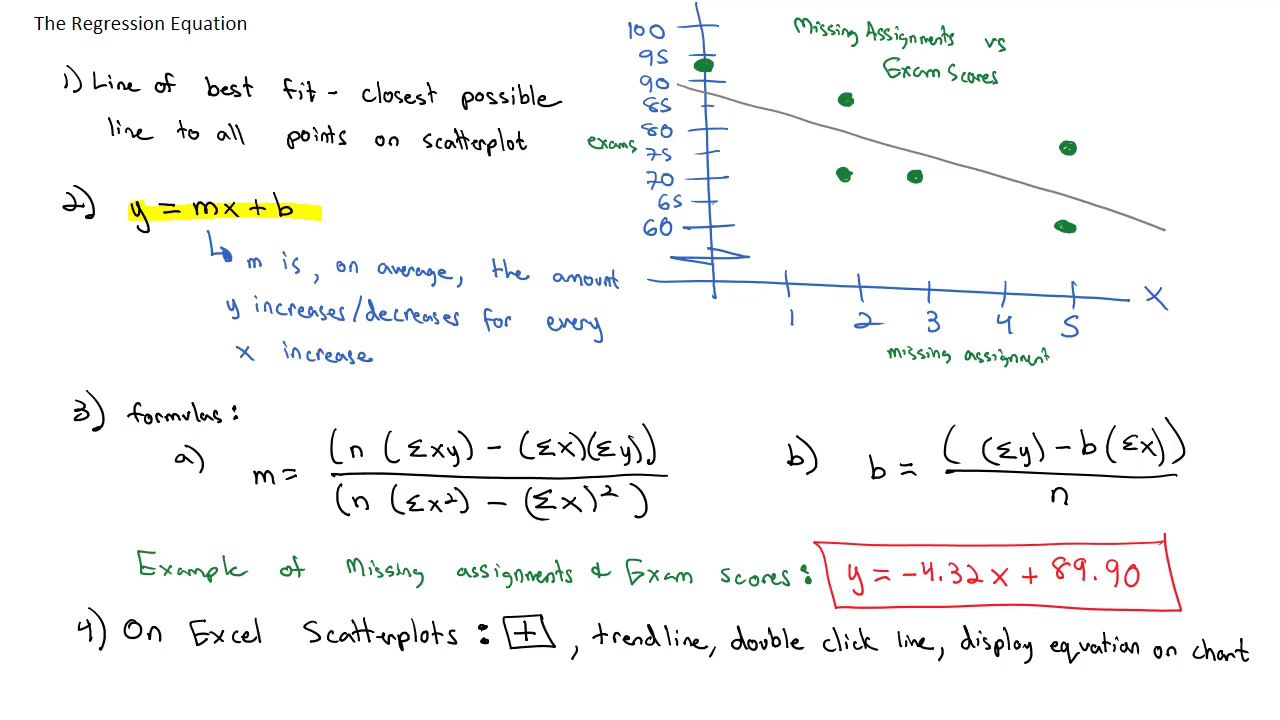 The Regression Equation
1) Line of best fit - closest possible
line to all points on scatterplot
2) y = mx + b
m is, on average, the amount
y increases/decreases for every
x increase
Missing Assignments vs
Exam Scores
100
95
90
85
80
exams 75
70
65
60
1 2 3 4 5 X
missing assignment
3) formulas:
a) m = (n (Σxy) - (Σx)(Σy)) / (n (Σx²) - (Σx)²)
b) b = ((Σy) - b(Σx)) / n
Example of Missing assignments & Exam scores: y = -4.32x + 89.90
4) On Excel Scatterplots: +, trendline, double click line, display equation on chart